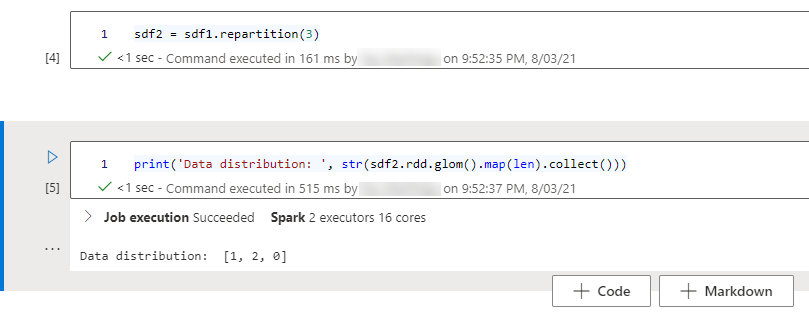 1 sdf2 = sdf1.repartition(3)
[4] <1 sec - Command executed in 161 ms by on 9:52:35 PM, 8/03/21
1 print('Data distribution: ', str(sdf2.rdd.glom().map(len).collect()))
[5] <1 sec - Command executed in 515 ms by on 9:52:37 PM, 8/03/21
Job execution Succeeded Spark 2 executors 16 cores
...
Data distribution: [1, 2, 0]
+ Code + Markdown